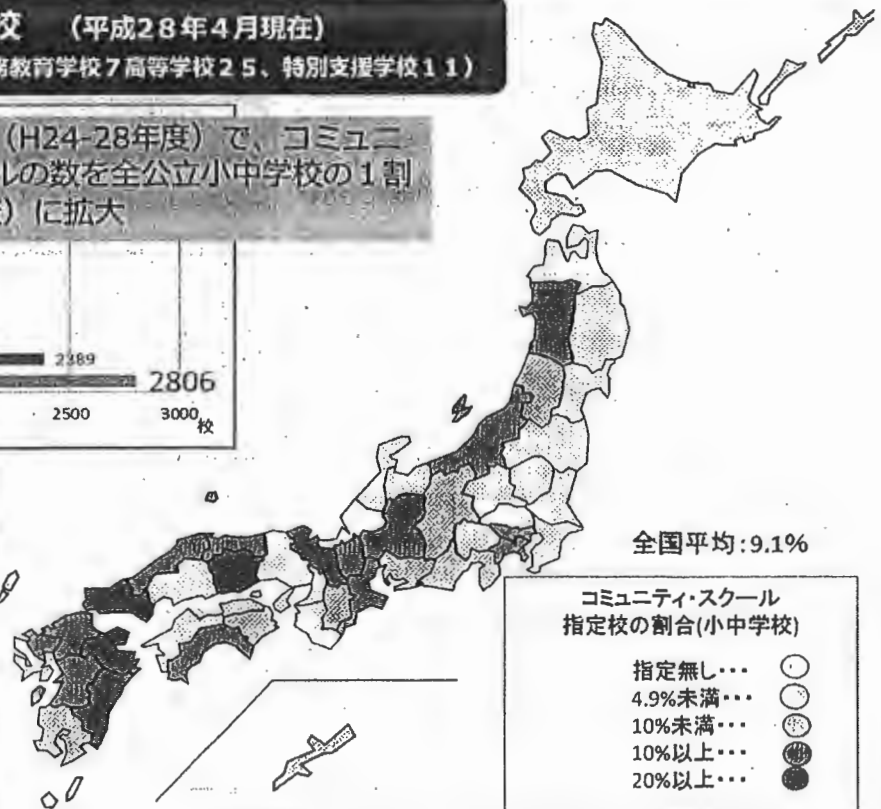 校 （平成28年4月現在）
務教育学校7高等学校25、特別支援学校11）
（H24-28年度）で、コミュニ
ルの数を全公立小中学校の1割
）に拡大
2389
2806
2500 3000
校
全国平均:9.1%
コミュニティ・スクール
指定校の割合(小中学校)
指定無し･･･
4.9%未満･･･
10%未満･･･
10%以上･･･
20%以上･･･